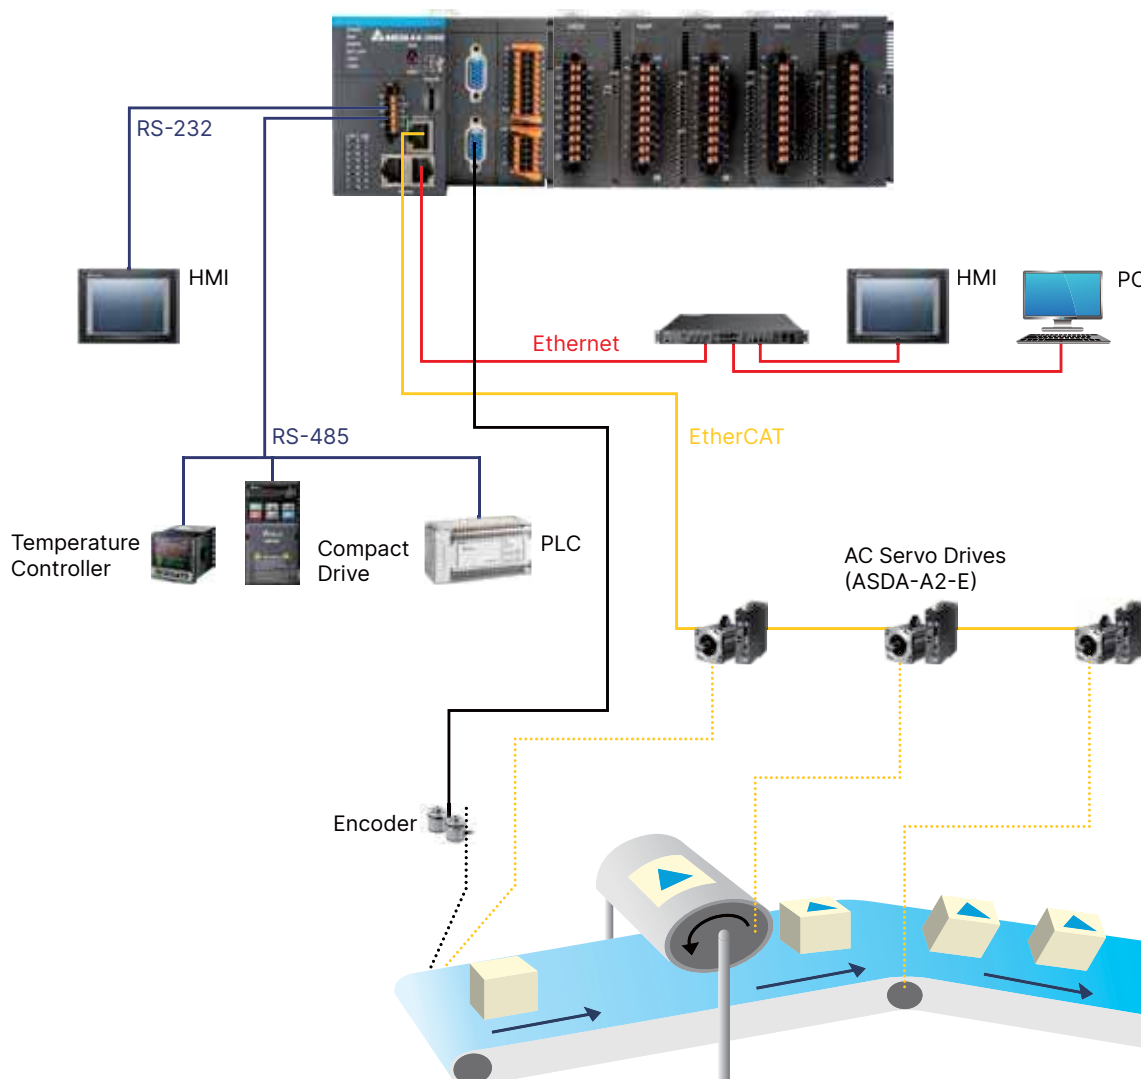 RS-232
HMI
HMI
PC
Ethernet
EtherCAT
RS-485
Temperature
Controller
Compact
Drive
PLC
AC Servo Drives
(ASDA-A2-E)
Encoder